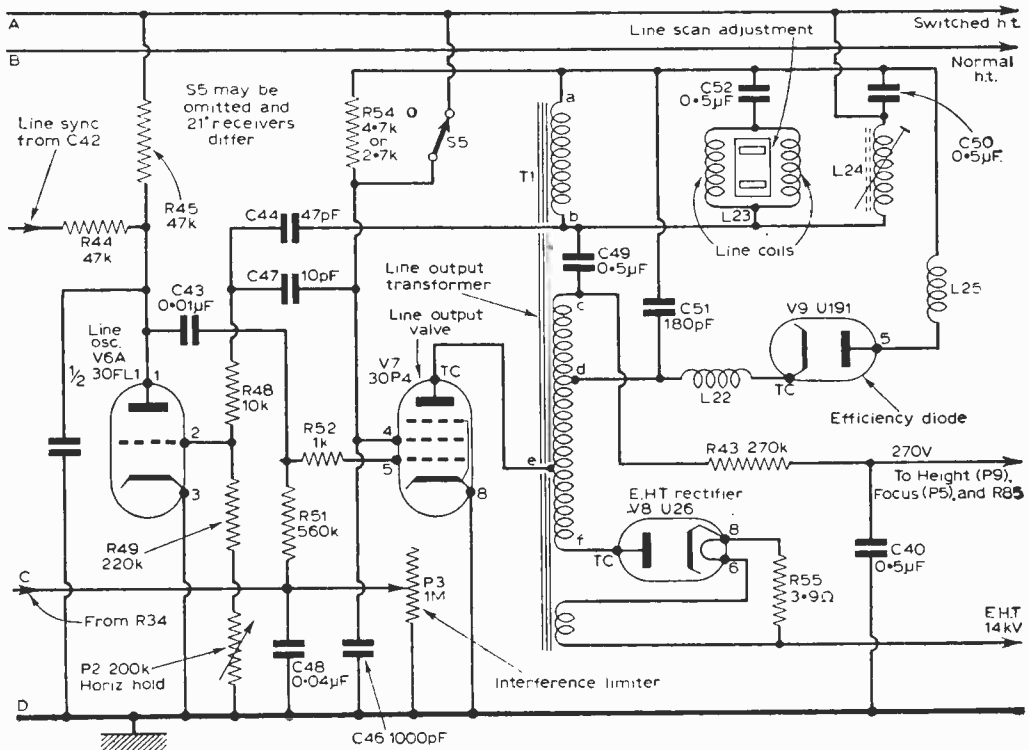 A
Switched h.t.
B
Normal
h.t.
Line scan adjustment
S5 may be
omitted and
21" receivers
differ
Line sync
from C42
R54
4·7k
or
2·7k
O
S5
a
T1
b
C52
0·5μF
C50
0·5μF.
L24
L23
Line coils
R45
47k
R44
47k
C44
47pF
C47
10pF
C43
0·01μF
Line output
transformer
Line output
valve
C49
0·5μF
c
C51
180pF
V9 U191
5
L25
TC
L22
Efficiency diode
Line
osc.
V6A
30FL1
1
½
2
3
R48
10k
R52
1k
V7
30P4
TC
4
5
8
d
e
R43 270k
270V
To Height (P9),
Focus (P5), and R85
E.H.T rectifier
V8 U26
f
TC
8
6
R51
560k
R49
220k
P3
1M
R55
3·9Ω
C40
0·5μF
C
From R34
E.H.T
14kV
P2 200k
Horiz hold
C48
0·04μF
Interference limiter
D
C46 1000pF